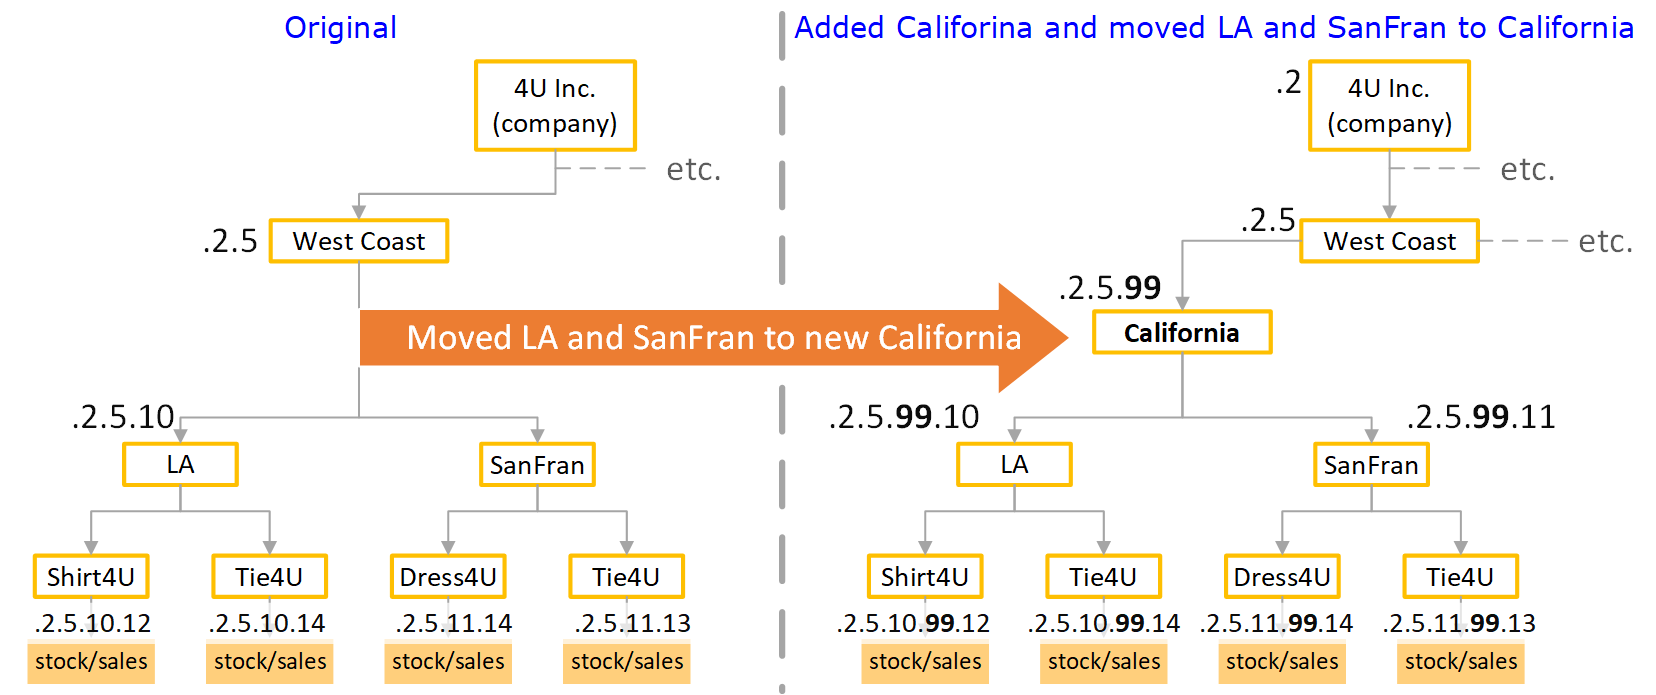 Original
Added Califorina and moved LA and SanFran to California
4U Inc.
(company)
etc.
.2.5
West Coast
.2
4U Inc.
(company)
etc.
.2.5
West Coast
etc.
Moved LA and SanFran to new California
.2.5.99
California
.2.5.10
LA
SanFran
.2.5.99.10
LA
.2.5.99.11
SanFran
Shirt4U
Tie4U
Dress4U
Tie4U
.2.5.10.12
.2.5.10.14
.2.5.11.14
.2.5.11.13
stock/sales
stock/sales
stock/sales
stock/sales
Shirt4U
Tie4U
Dress4U
Tie4U
.2.5.10.99.12
.2.5.10.99.14
.2.5.11.99.14
.2.5.11.99.13
stock/sales
stock/sales
stock/sales
stock/sales